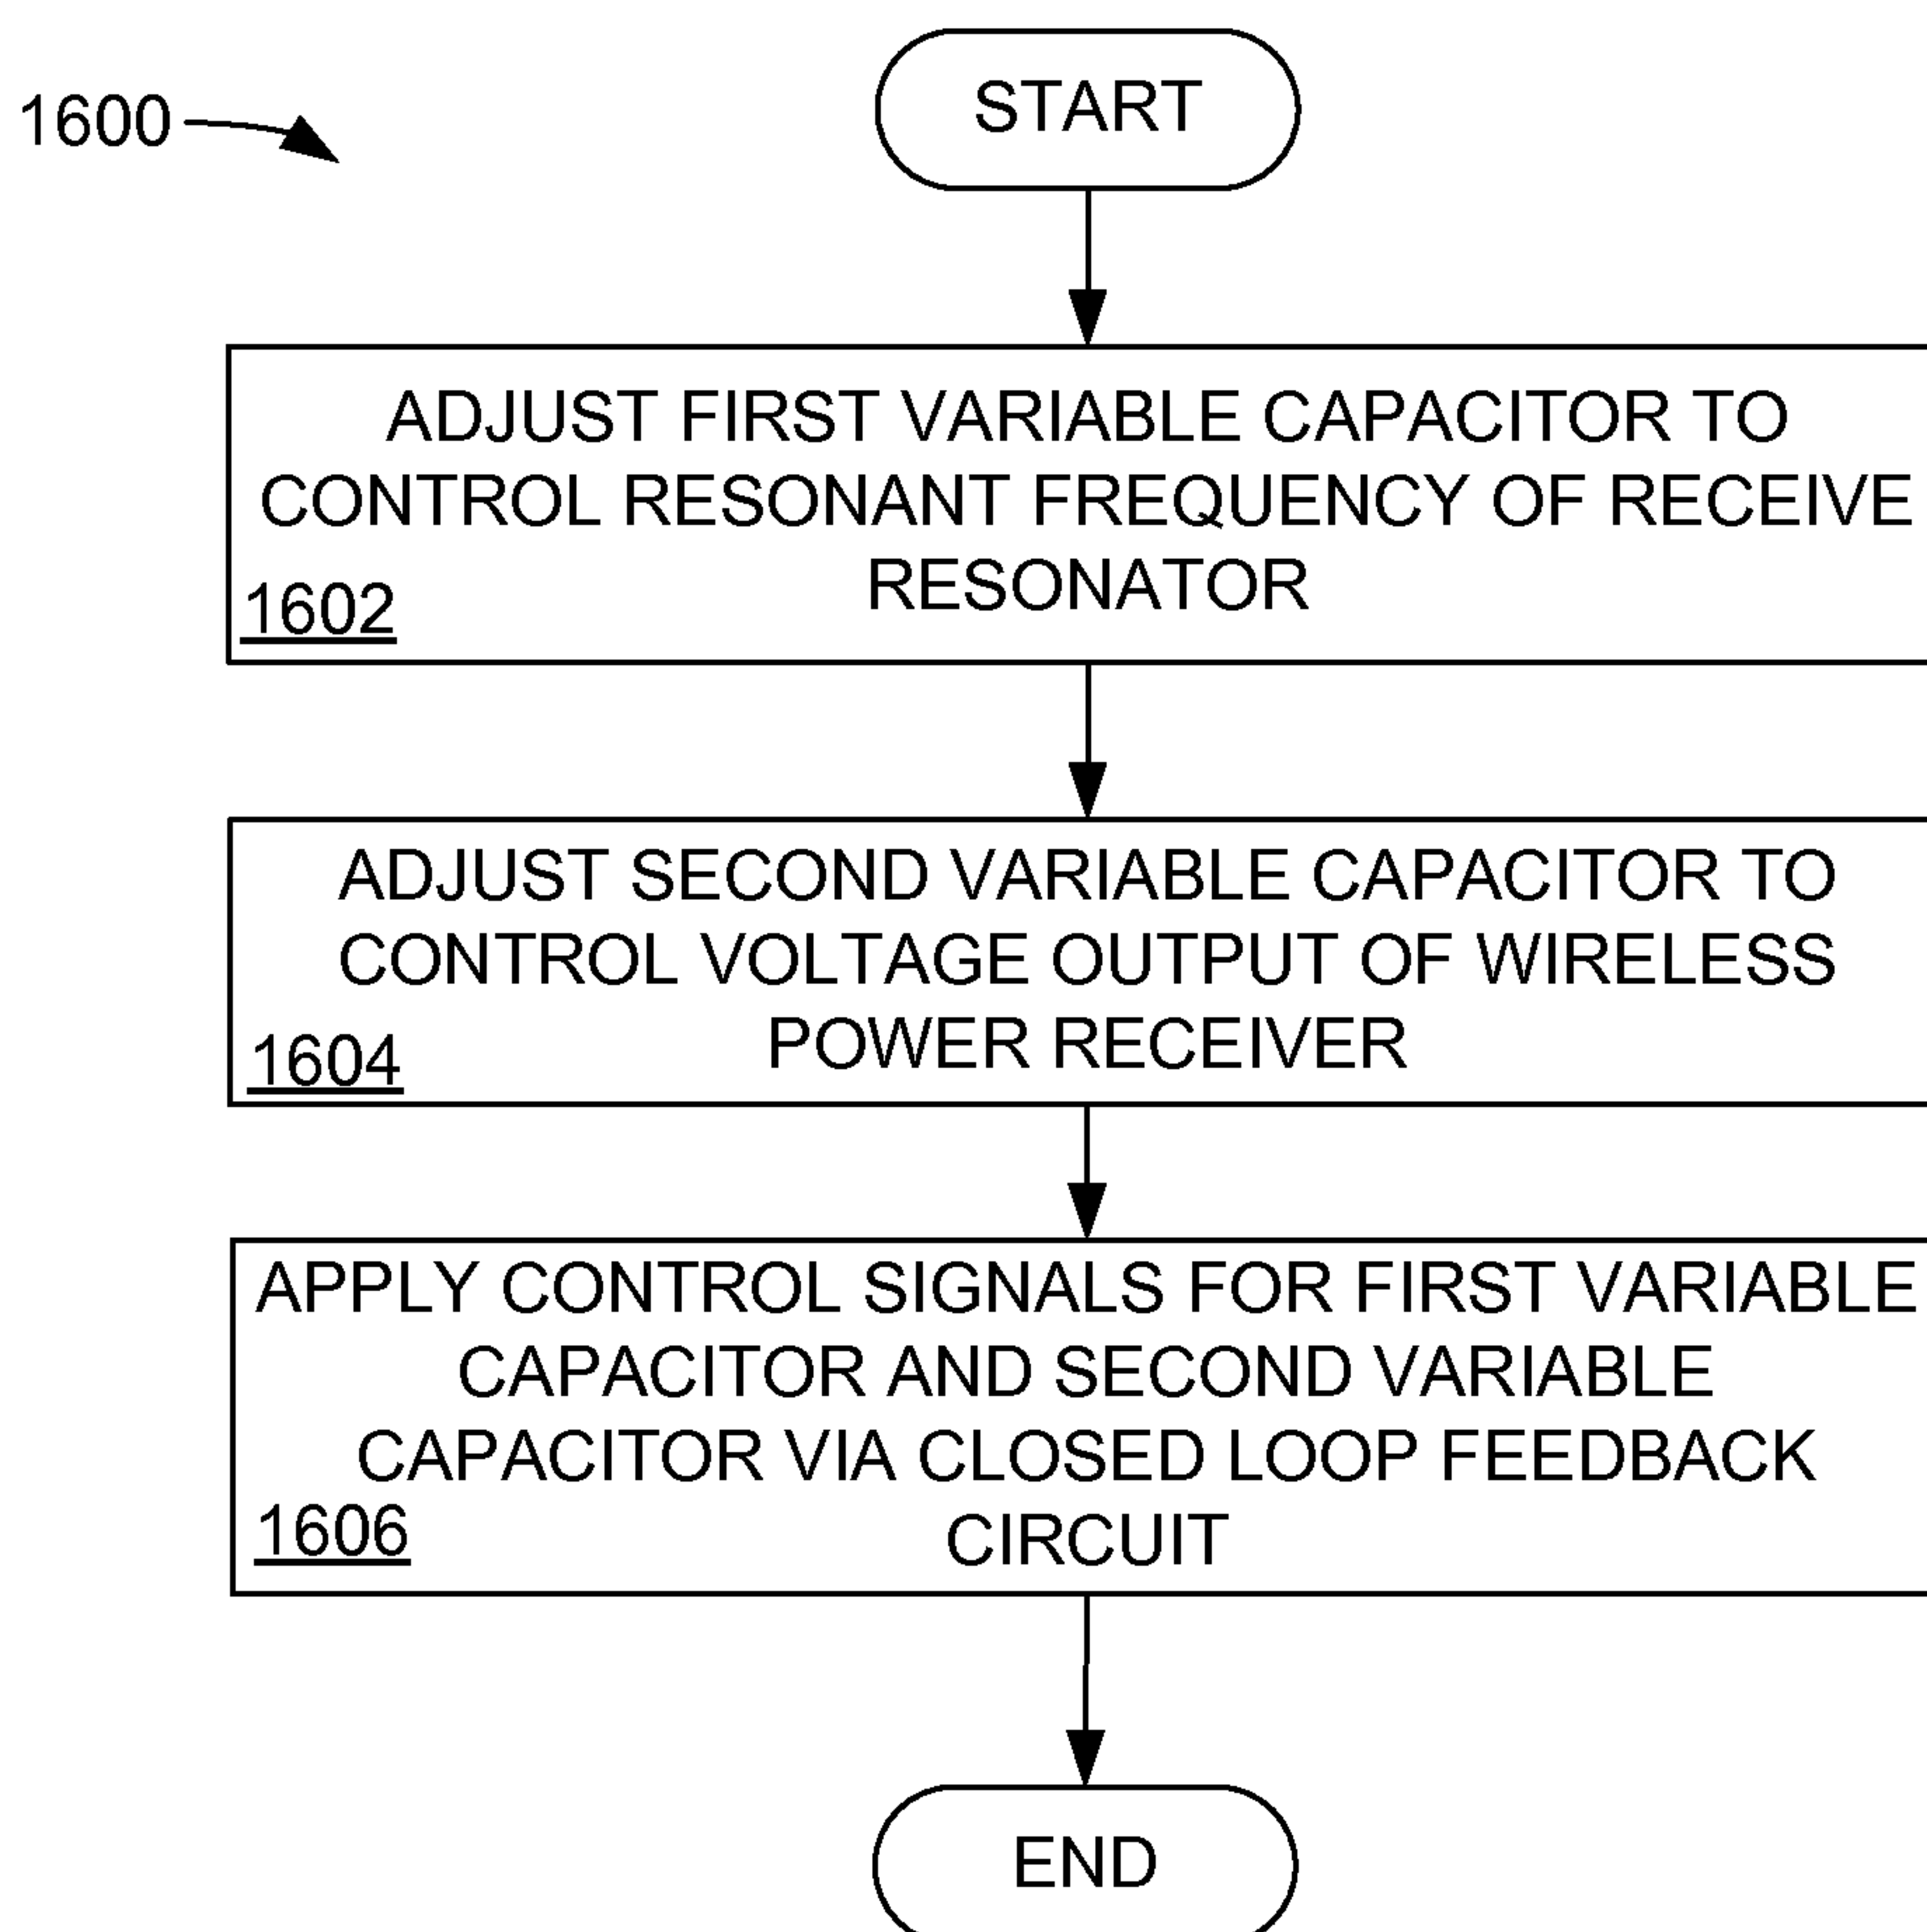 1600
START
ADJUST FIRST VARIABLE CAPACITOR TO
CONTROL RESONANT FREQUENCY OF RECEIVE
RESONATOR
1602
ADJUST SECOND VARIABLE CAPACITOR TO
CONTROL VOLTAGE OUTPUT OF WIRELESS
POWER RECEIVER
1604
APPLY CONTROL SIGNALS FOR FIRST VARIABLE
CAPACITOR AND SECOND VARIABLE
CAPACITOR VIA CLOSED LOOP FEEDBACK
CIRCUIT
1606
END